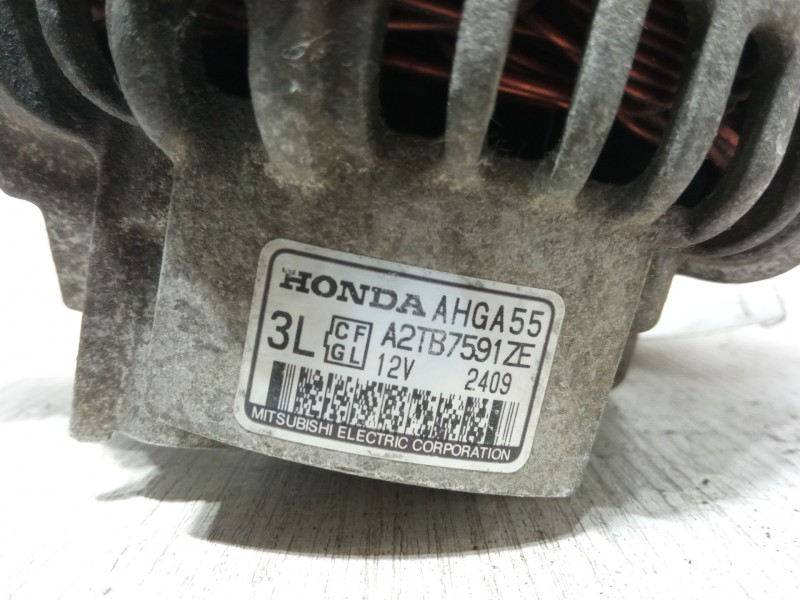 HONDA AHGA55
3L CF GL A2TB7591ZE
12V 2409
MITSUBISHI ELECTRIC CORPORATION